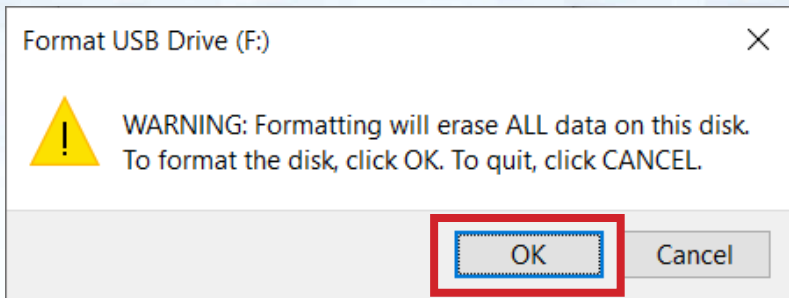 Format USB Drive (F:)
WARNING: Formatting will erase ALL data on this disk.
To format the disk, click OK. To quit, click CANCEL.
OK
Cancel